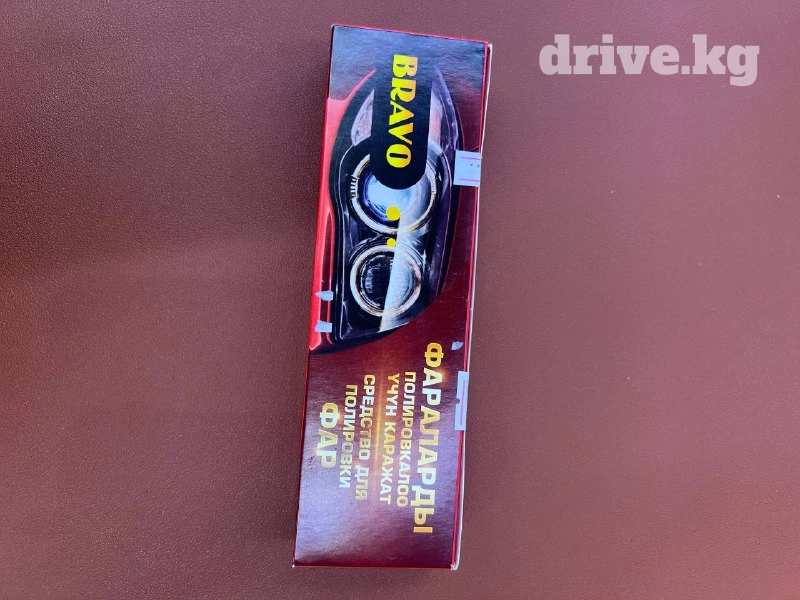 drive.kg
BRAVO
ФАРАЛАРДЫ
ПОЛИРОВКАЛОО
ҮЧҮН КАРАЖАТ
СРЕДСТВО ДЛЯ
ПОЛИРОВКИ
ФАР